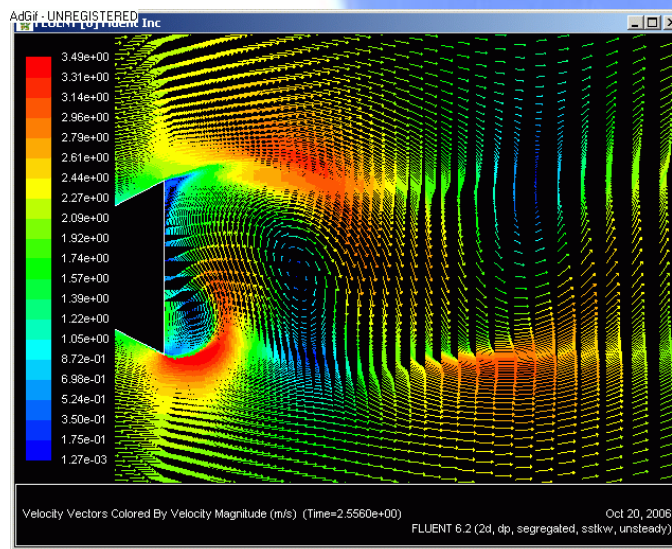 AdGif - UNREGISTERED
FLUENT [0] Fluent Inc
3.49e+00
3.31e+00
3.14e+00
2.96e+00
2.79e+00
2.61e+00
2.44e+00
2.27e+00
2.09e+00
1.92e+00
1.74e+00
1.57e+00
1.39e+00
1.22e+00
1.05e+00
8.72e-01
6.98e-01
5.24e-01
3.50e-01
1.75e-01
1.27e-03
Velocity Vectors Colored By Velocity Magnitude (m/s) (Time=2.5560e+00)
Oct 20, 2006
FLUENT 6.2 (2d, dp, segregated, sstkw, unsteady)